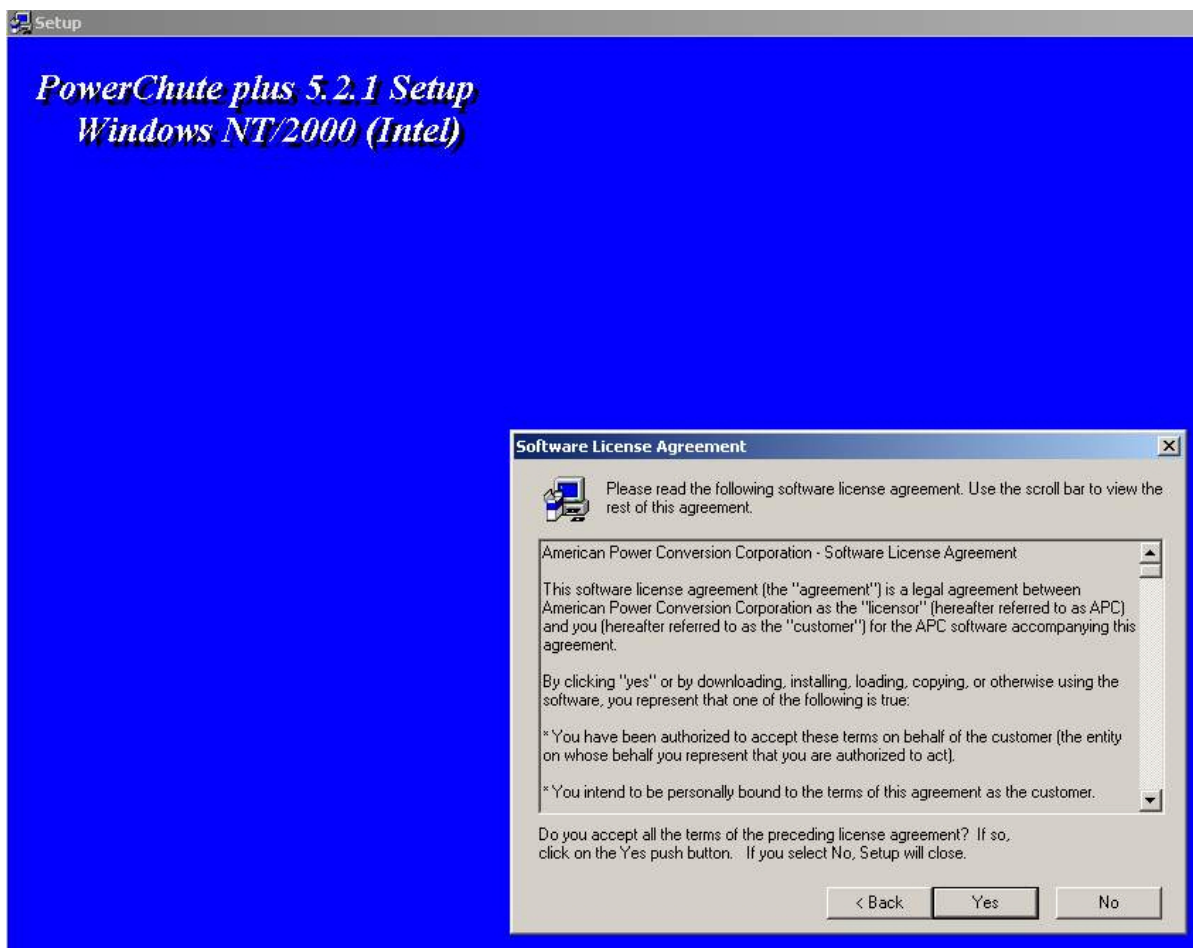 Setup
PowerChute plus 5.2.1 Setup
Windows NT/2000 (Intel)
Software License Agreement
Please read the following software license agreement. Use the scroll bar to view the
rest of this agreement.
American Power Conversion Corporation - Software License Agreement
This software license agreement (the "agreement") is a legal agreement between
American Power Conversion Corporation as the "licensor" (hereafter referred to as APC)
and you (hereafter referred to as the "customer") for the APC software accompanying this
agreement.
By clicking "yes" or by downloading, installing, loading, copying, or otherwise using the
software, you represent that one of the following is true:
* You have been authorized to accept these terms on behalf of the customer (the entity
on whose behalf you represent that you are authorized to act).
* You intend to be personally bound to the terms of this agreement as the customer.
Do you accept all the terms of the preceding license agreement? If so,
click on the Yes push button. If you select No, Setup will close.
< Back Yes No